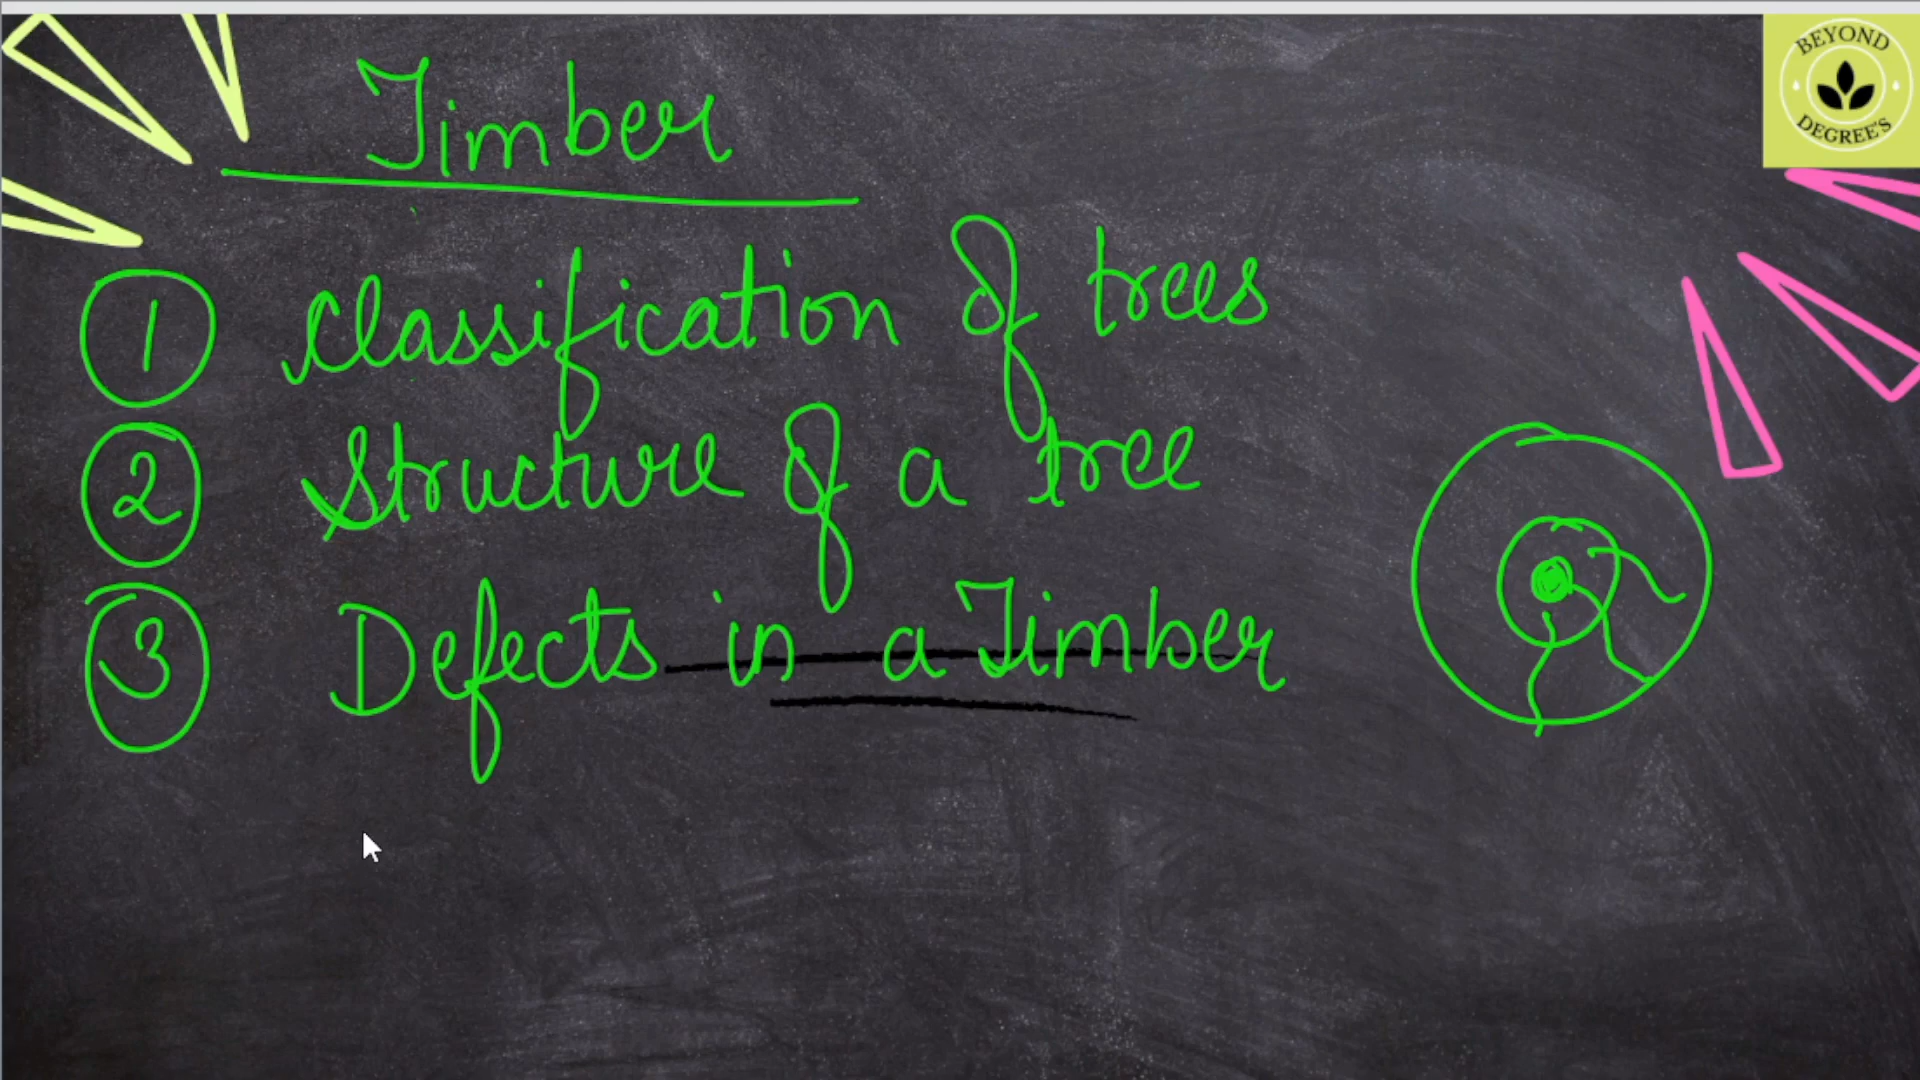 BEYOND
DEGREE'S
Timber
1 Classification of trees
2 Structure of a tree
3 Defects in a Timber